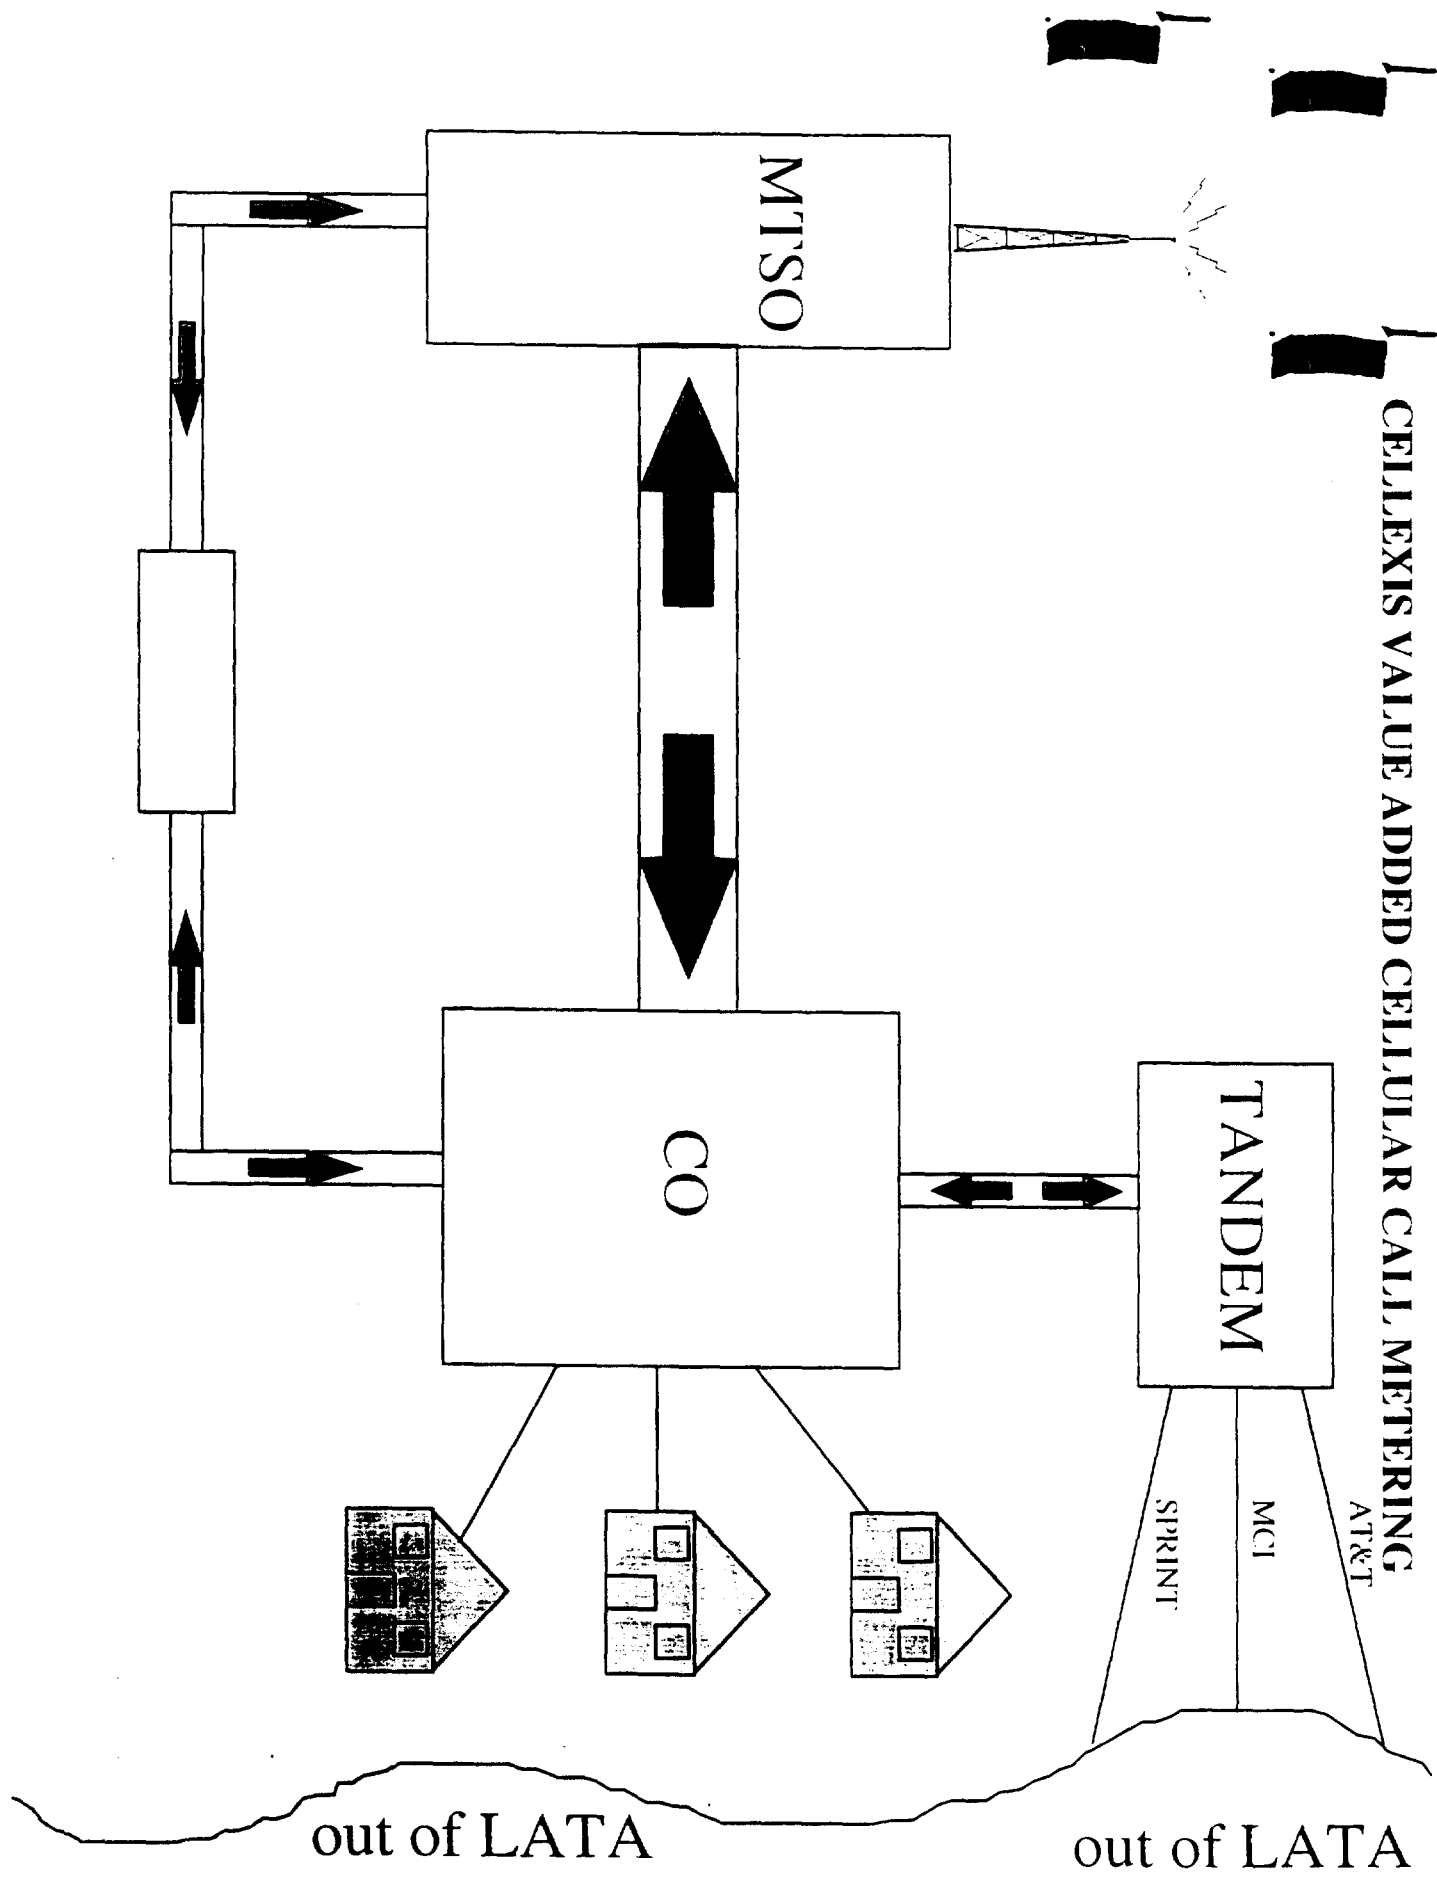 CELLEXIS VALUE ADDED CELLULAR CALL METERING
MTSO
TANDEM
AT&T
MCI
SPRINT
CO
out of LATA
out of LATA